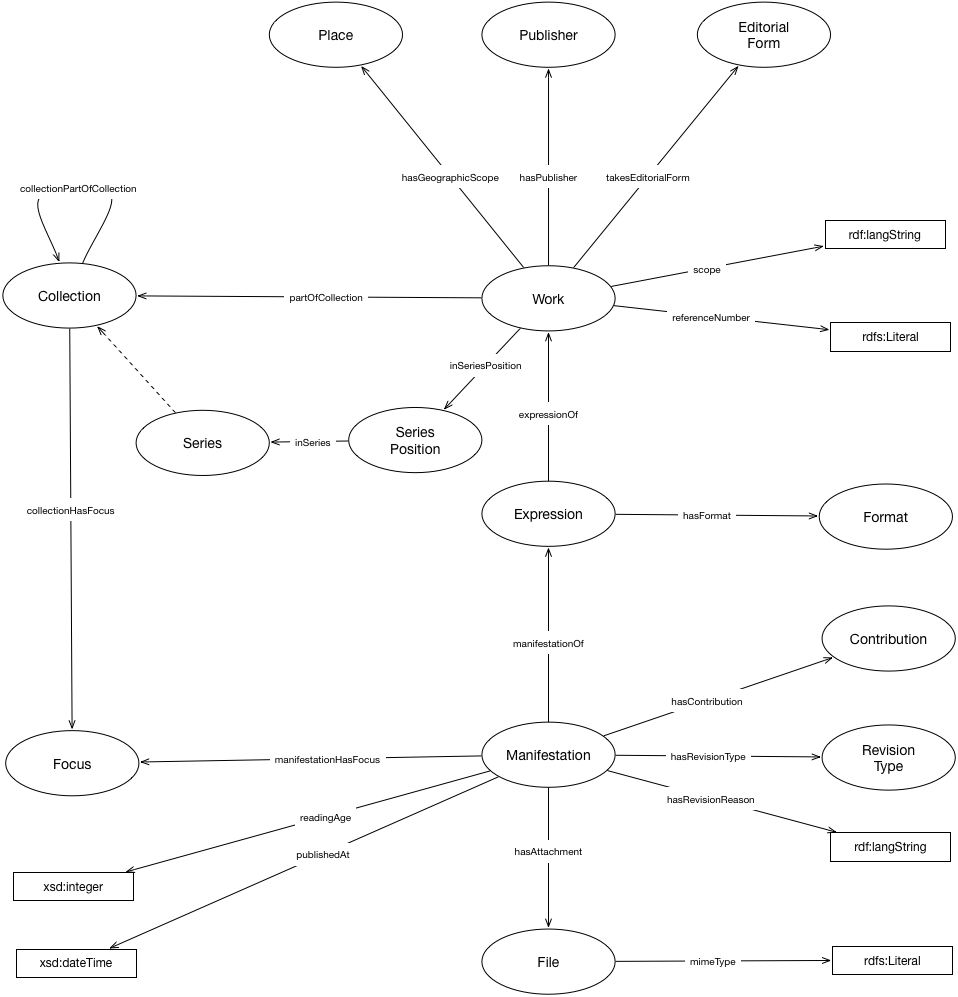 Place
Publisher
Editorial
Form
hasGeographicScope
hasPublisher
takesEditorialForm
collectionPartOfCollection
rdf:langString
scope
Collection
partOfCollection
Work
referenceNumber
rdfs:Literal
inSeriesPosition
expressionOf
Series
inSeries
Series
Position
collectionHasFocus
Expression
hasFormat
Format
manifestationOf
Contribution
hasContribution
Focus
manifestationHasFocus
Manifestation
hasRevisionType
Revision
Type
hasRevisionReason
readingAge
rdf:langString
publishedAt
hasAttachment
xsd:integer
xsd:dateTime
File
mimeType
rdfs:Literal